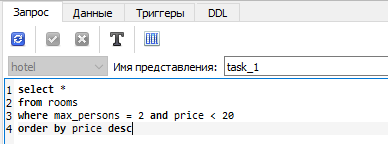 Запрос Данные Триггеры DDL
T
hotel Имя представления: task_1
1 select *
2 from rooms
3 where max_persons = 2 and price < 20
4 order by price desc